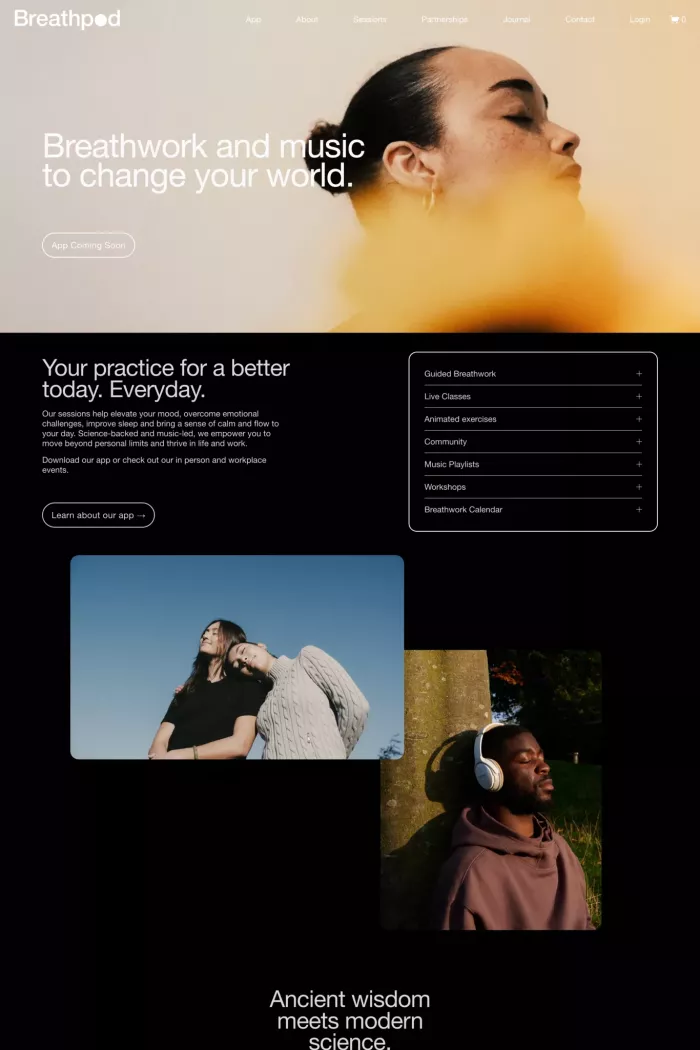 Breathpod
App About Sessions Partnerships Journal Contact Login 0
Breathwork and music
to change your world.
App Coming Soon
Your practice for a better
today. Everyday.
Our sessions help elevate your mood, overcome emotional
challenges, improve sleep and bring a sense of calm and flow to
your day. Science-backed and music-led, we empower you to
move beyond personal limits and thrive in life and work.
Download our app or check out our in person and workplace
events.
Learn about our app →
Guided Breathwork +
Live Classes +
Animated exercises +
Community +
Music Playlists +
Workshops +
Breathwork Calendar +
Ancient wisdom
meets modern
science.